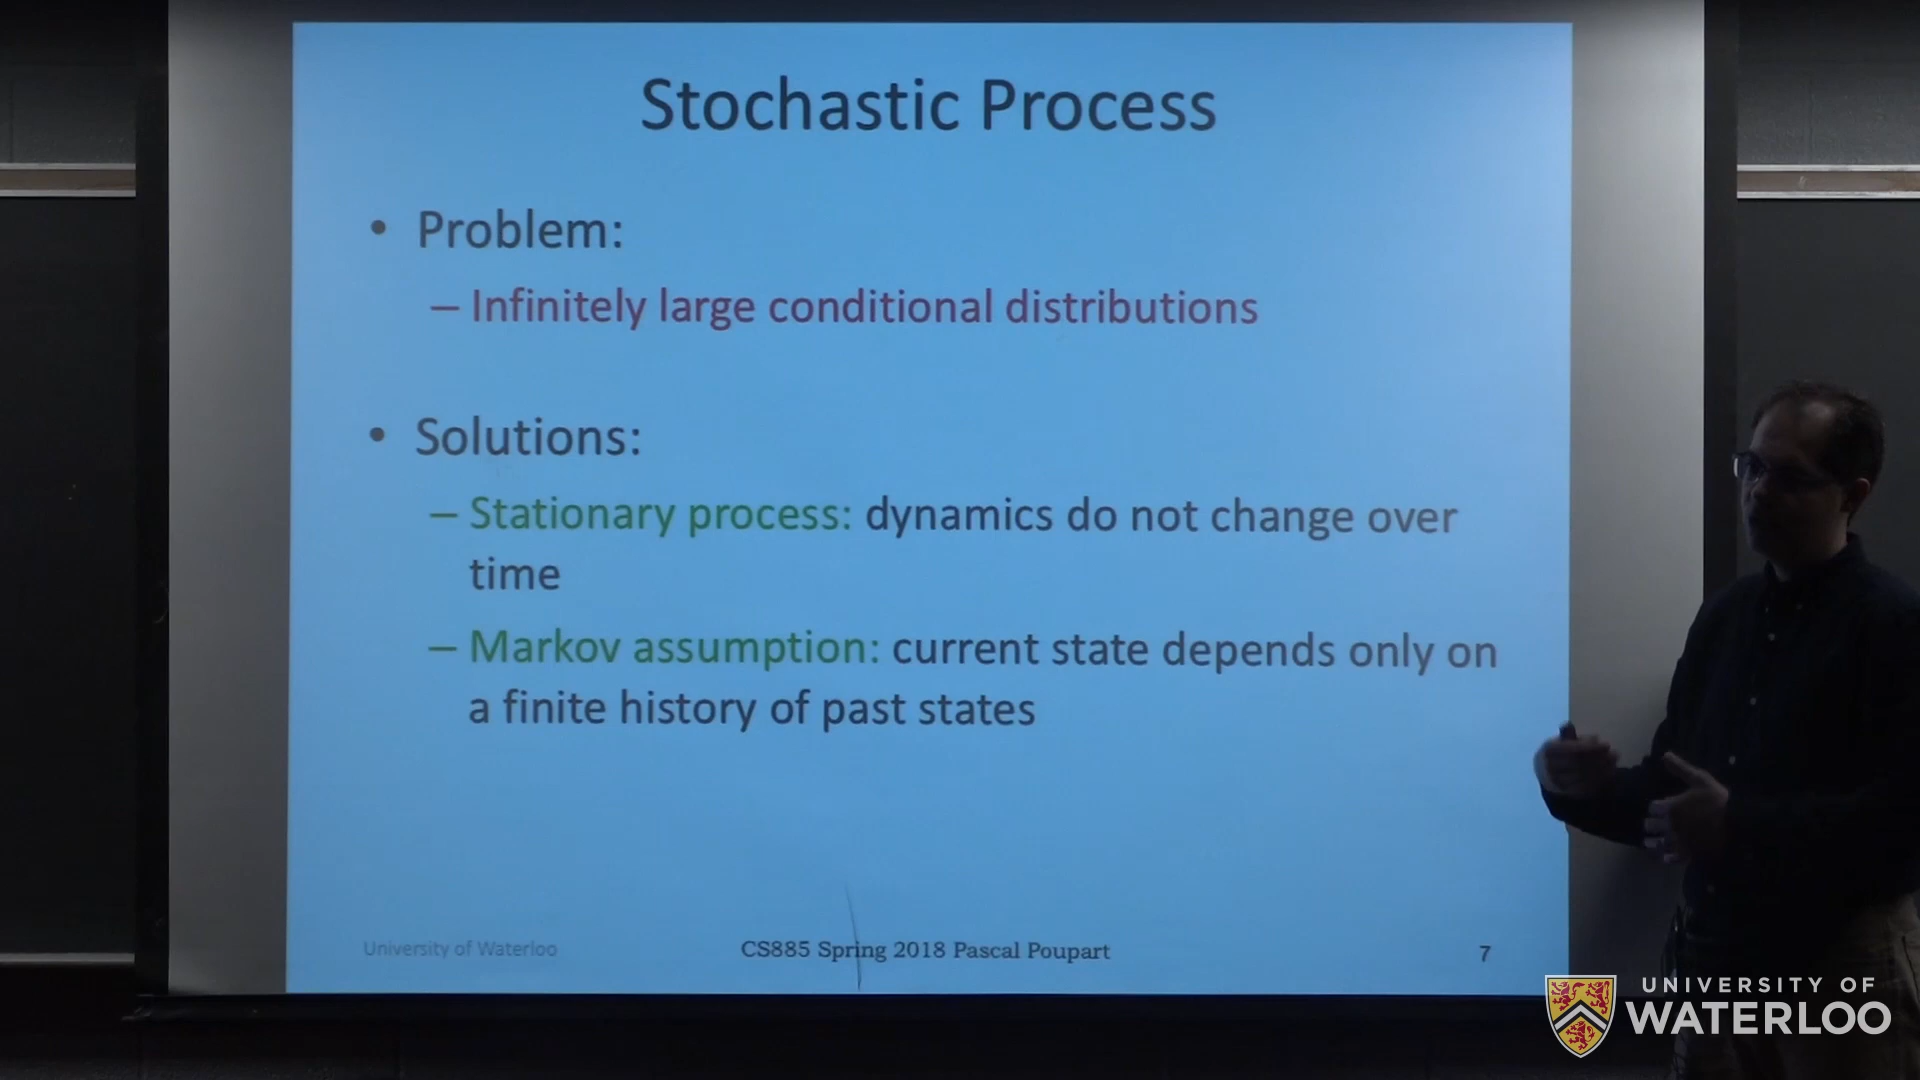 Stochastic Process
• Problem:
– Infinitely large conditional distributions
• Solutions:
– Stationary process: dynamics do not change over
time
– Markov assumption: current state depends only on
a finite history of past states
University of Waterloo
CS885 Spring 2018 Pascal Poupart
7
UNIVERSITY OF
WATERLOO